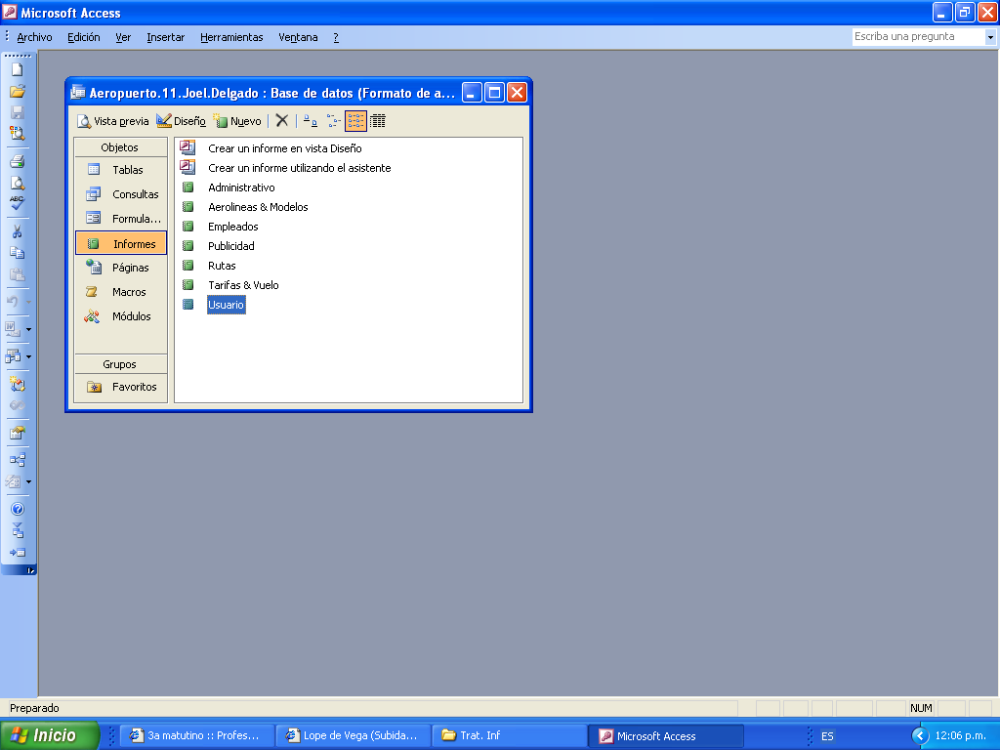 Microsoft Access
Archivo Edición Ver Insertar Herramientas Ventana ? Escriba una pregunta
Aeropuerto.11.Joel.Delgado : Base de datos (Formato de a...
Vista previa Diseño Nuevo
Objetos
Tablas
Consultas
Formula...
Informes
Páginas
Macros
Módulos
Grupos
Favoritos
Crear un informe en vista Diseño
Crear un informe utilizando el asistente
Administrativo
Aerolineas & Modelos
Empleados
Publicidad
Rutas
Tarifas & Vuelo
Usuario
ABC
Preparado NUM
Inicio 3a matutino :: Profes... Lope de Vega (Subida... Trat. Inf Microsoft Access ES 12:06 p.m.